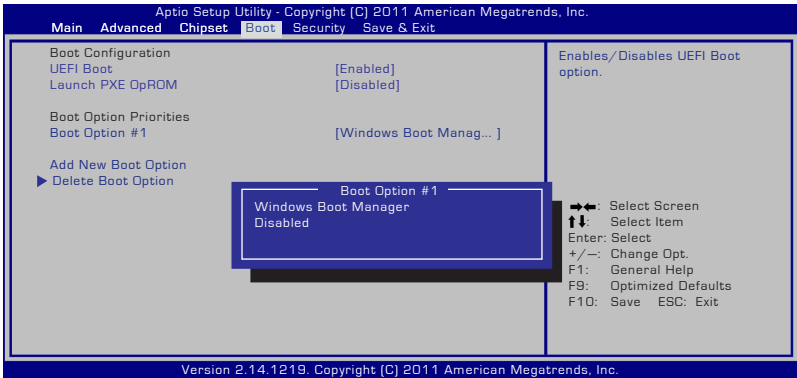 Aptio Setup Utility - Copyright (C) 2011 American Megatrends, Inc.
Main Advanced Chipset Boot Security Save & Exit
Boot Configuration
UEFI Boot [Enabled]
Launch PXE OpROM [Disabled]
Boot Option Priorities
Boot Option #1 [Windows Boot Manag... ]
Add New Boot Option
Delete Boot Option
Boot Option #1
Windows Boot Manager
Disabled
Enables/Disables UEFI Boot
option.
→←: Select Screen
↑↓: Select Item
Enter: Select
+/—: Change Opt.
F1: General Help
F9: Optimized Defaults
F10: Save ESC: Exit
Version 2.14.1219. Copyright (C) 2011 American Megatrends, Inc.